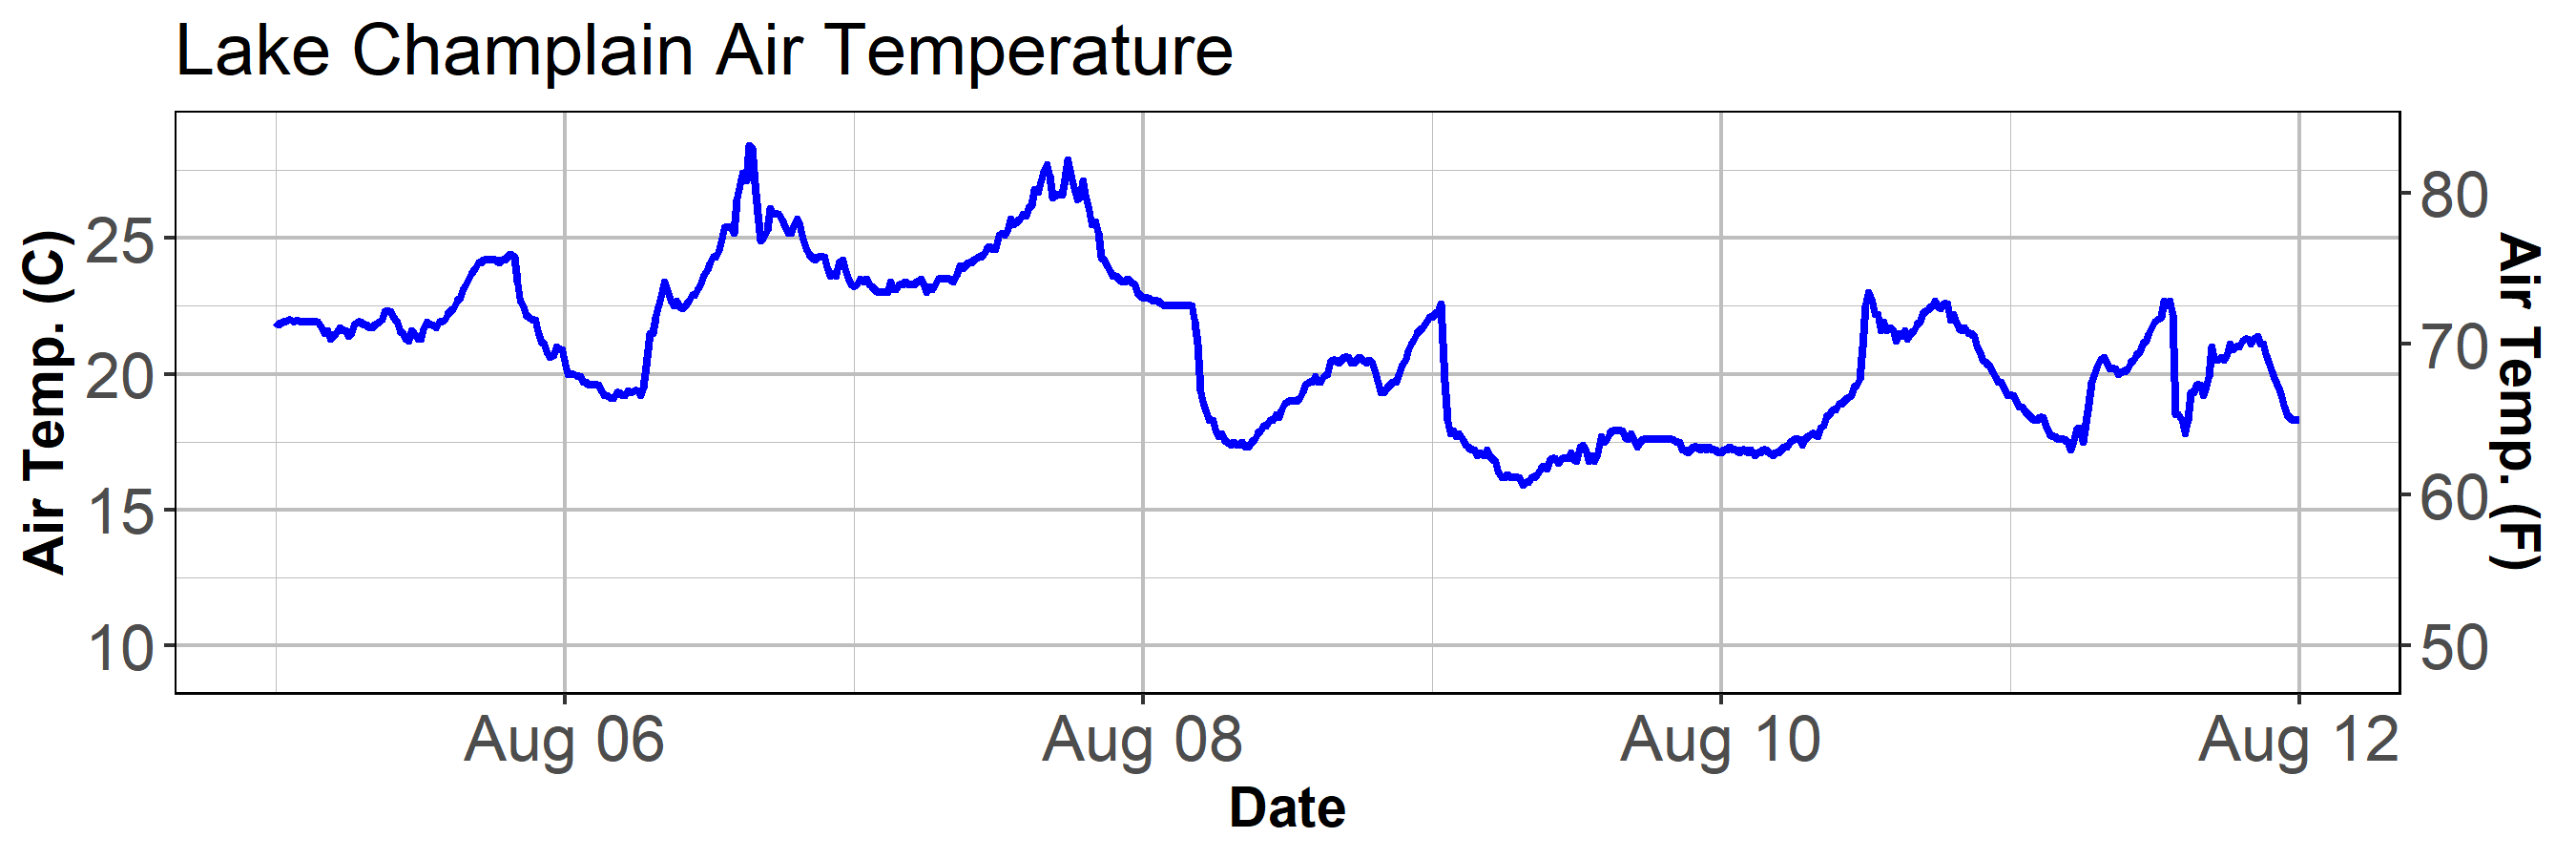 Lake Champlain Air Temperature
Air Temp. (C)
25
20
15
10
80
70
60
50
Air Temp. (F)
Aug 06 Aug 08 Aug 10 Aug 12
Date